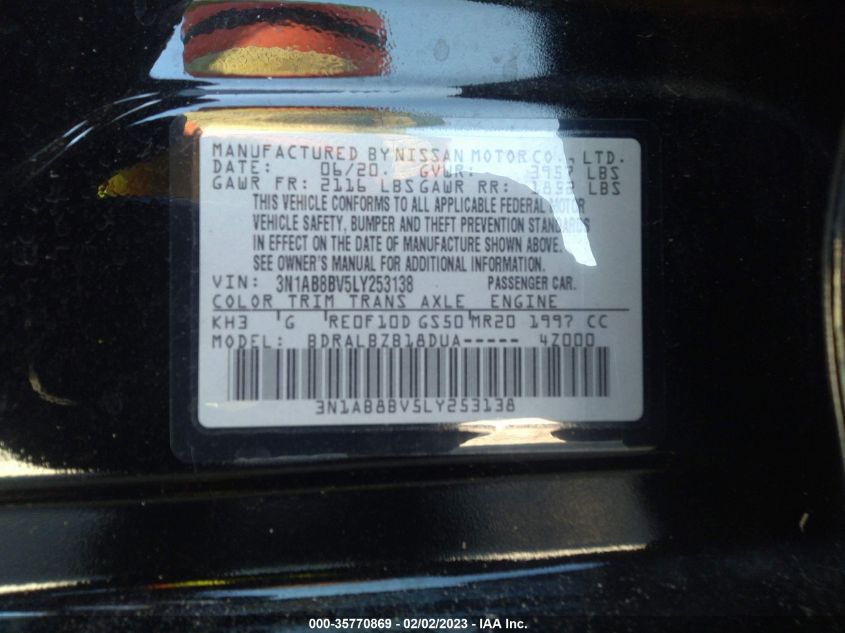 MANUFACTURED BY NISSAN MOTOR CO., LTD.
DATE: 06/20. GVWR: 3957 LBS
GAWR FR: 2116 LBS GAWR RR: 1892 LBS
THIS VEHICLE CONFORMS TO ALL APPLICABLE FEDERAL MOTOR
VEHICLE SAFETY, BUMPER AND THEFT PREVENTION STANDARDS
IN EFFECT ON THE DATE OF MANUFACTURE SHOWN ABOVE.
SEE OWNER'S MANUAL FOR ADDITIONAL INFORMATION.
VIN: 3N1AB8BV5LY253138 PASSENGER CAR.
COLOR TRIM TRANS AXLE ENGINE
KH3 'G RE0F10D GS50 MR20 1997 CC
MODEL: BDRALBZB18DUA----- 4Z000
3N1AB8BV5LY253138
000-35770869 - 02/02/2023 - IAA Inc.